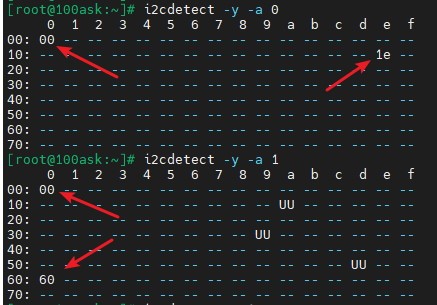 [root@100ask:~]# i2cdetect -y -a 0
     0  1  2  3  4  5  6  7  8  9  a  b  c  d  e  f
00: 00 -- -- -- -- -- -- -- -- -- -- -- -- -- -- --
10: -- -- -- -- -- -- -- -- -- -- -- -- -- -- 1e --
20: -- -- -- -- -- -- -- -- -- -- -- -- -- -- -- --
30: -- -- -- -- -- -- -- -- -- -- -- -- -- -- -- --
40: -- -- -- -- -- -- -- -- -- -- -- -- -- -- -- --
50: -- -- -- -- -- -- -- -- -- -- -- -- -- -- -- --
60: -- -- -- -- -- -- -- -- -- -- -- -- -- -- -- --
70: -- -- -- -- -- -- -- -- -- -- -- -- -- -- -- --
[root@100ask:~]# i2cdetect -y -a 1
     0  1  2  3  4  5  6  7  8  9  a  b  c  d  e  f
00: 00 -- -- -- -- -- -- -- -- -- -- -- -- -- -- --
10: -- -- -- -- -- -- -- -- -- -- UU -- -- -- -- --
20: -- -- -- -- -- -- -- -- -- -- -- -- -- -- -- --
30: -- -- -- -- -- -- -- -- -- UU -- -- -- -- -- --
40: -- -- -- -- -- -- -- -- -- -- -- -- -- -- -- --
50: -- -- -- -- -- -- -- -- -- -- -- -- -- UU -- --
60: 60 -- -- -- -- -- -- -- -- -- -- -- -- -- -- --
70: -- -- -- -- -- -- -- -- -- -- -- -- -- -- -- --